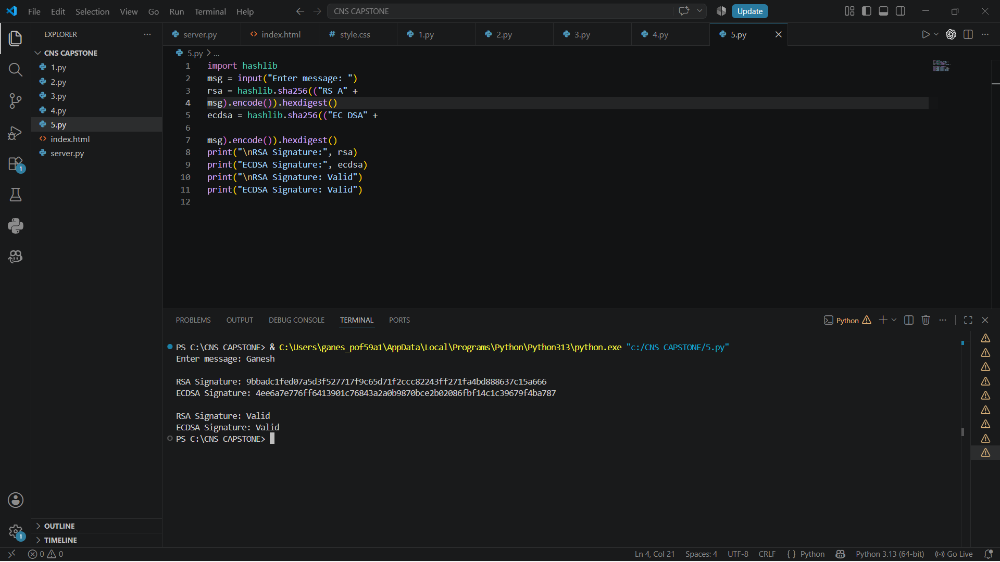 File Edit Selection View Go Run Terminal Help
CNS CAPSTONE
Update
EXPLORER
server.py
index.html
style.css
1.py
2.py
3.py
4.py
5.py
CNS CAPSTONE
1.py
2.py
3.py
4.py
5.py
index.html
server.py
5.py > ...
1 import hashlib
2 msg = input("Enter message: ")
3 rsa = hashlib.sha256(("RS A" +
4 msg).encode()).hexdigest()
5 ecdsa = hashlib.sha256(("EC DSA" +
6
7 msg).encode()).hexdigest()
8 print("\nRSA Signature:", rsa)
9 print("ECDSA Signature:", ecdsa)
10 print("\nRSA Signature: Valid")
11 print("ECDSA Signature: Valid")
12
PROBLEMS OUTPUT DEBUG CONSOLE TERMINAL PORTS
Python
PS C:\CNS CAPSTONE> & C:\Users\ganes_pof59a1\AppData\Local\Programs\Python\Python313\python.exe "c:/CNS CAPSTONE/5.py"
Enter message: Ganesh
RSA Signature: 9bbadc1fed07a5d3f527717f9c65d71f2ccc82243ff271fa4bd888637c15a666
ECDSA Signature: 4ee6a7e776ff6413901c76843a2a0b9870bce2b02086fbf14c1c39679f4ba787
RSA Signature: Valid
ECDSA Signature: Valid
PS C:\CNS CAPSTONE>
1
OUTLINE
1
TIMELINE
0 0
Ln 4, Col 21 Spaces: 4 UTF-8 CRLF { } Python Python 3.13 (64-bit) Go Live